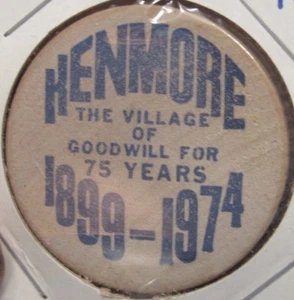 KENMORE
THE VILLAGE
OF
GOODWILL FOR
75 YEARS
1899-1974